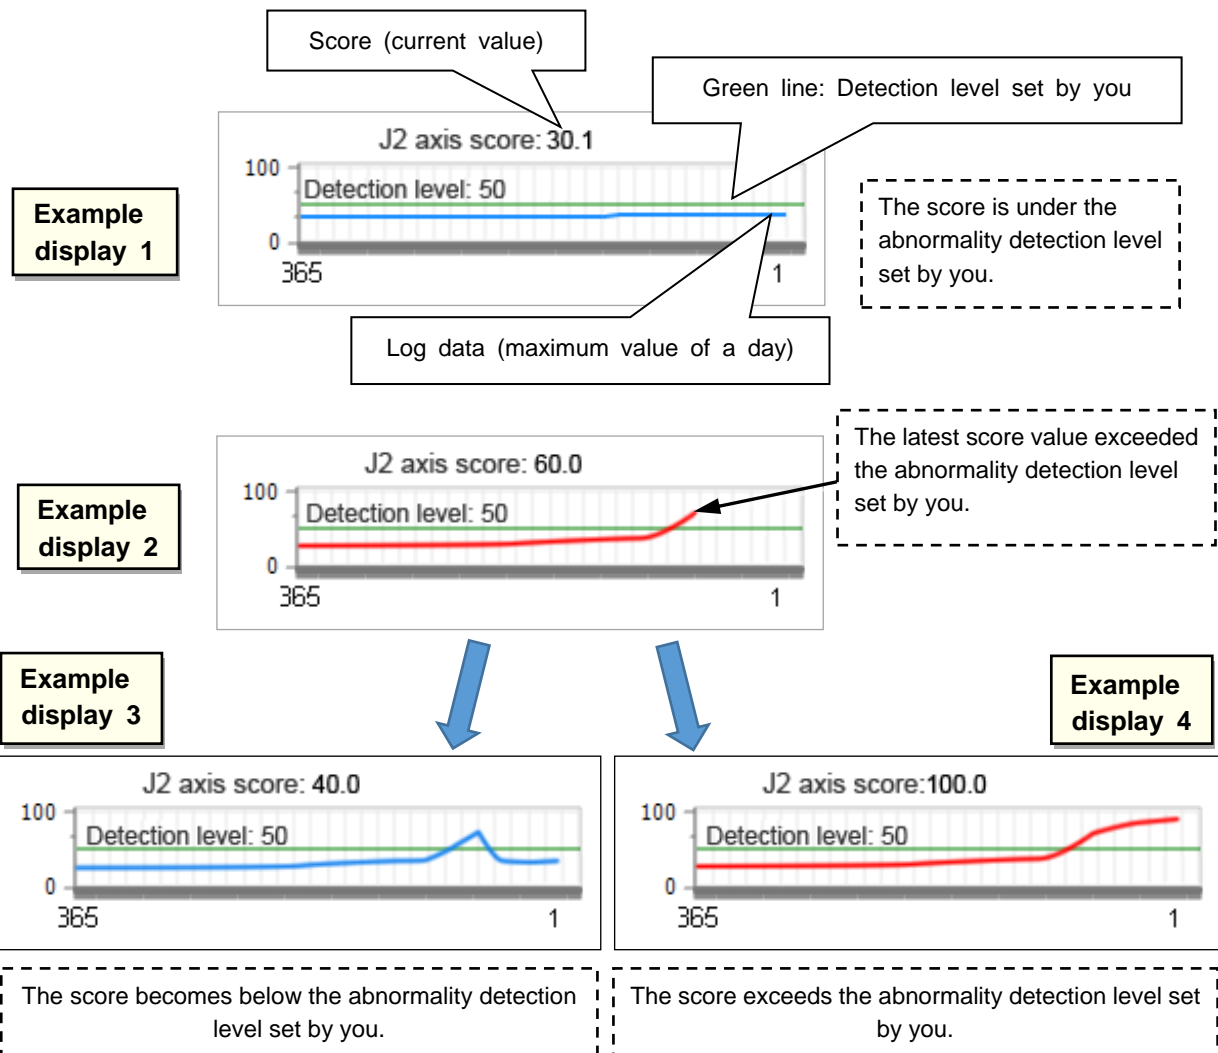 Score (current value)
Green line: Detection level set by you
J2 axis score: 30.1
100
Detection level: 50
0
365
1
Example
display 1
The score is under the
abnormality detection level
set by you.
Log data (maximum value of a day)
The latest score value exceeded
the abnormality detection level
set by you.
J2 axis score: 60.0
100
Detection level: 50
0
365
1
Example
display 2
Example
display 3
Example
display 4
J2 axis score: 40.0
100
Detection level: 50
0
365
1
J2 axis score:100.0
100
Detection level: 50
0
365
1
The score becomes below the abnormality detection
level set by you.
The score exceeds the abnormality detection level set
by you.